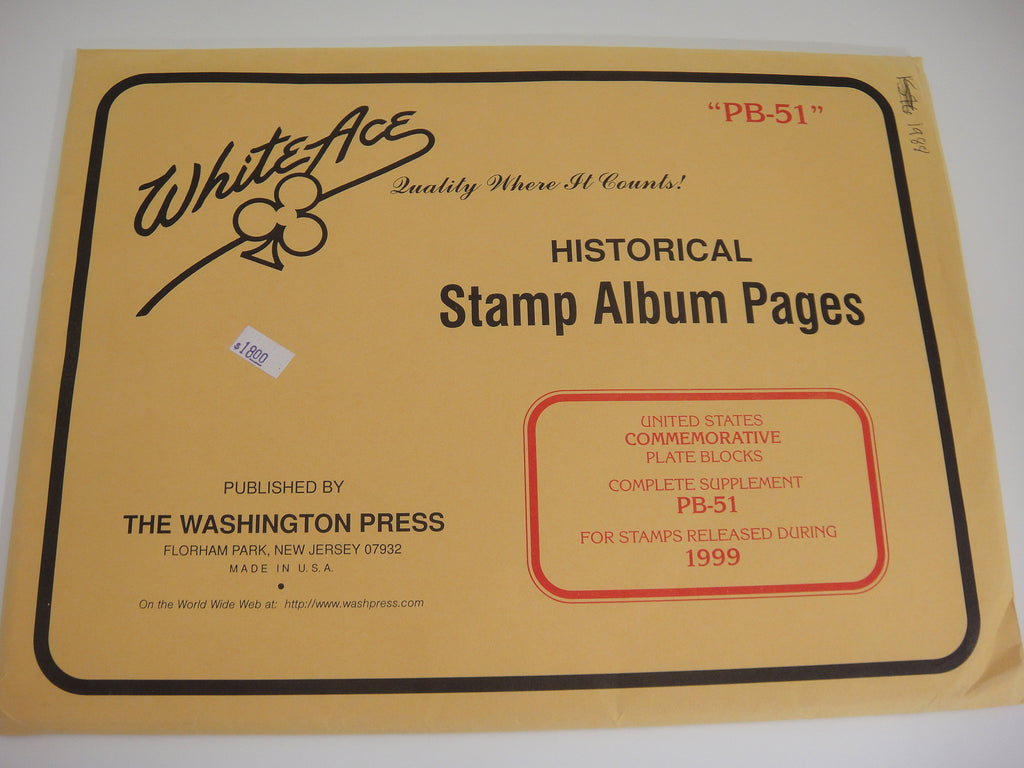 WhiteAce
Quality Where It Counts!
"PB-51"
1989
HISTORICAL
Stamp Album Pages
$18.00
UNITED STATES
COMMEMORATIVE
PLATE BLOCKS
COMPLETE SUPPLEMENT
PB-51
FOR STAMPS RELEASED DURING
1999
PUBLISHED BY
THE WASHINGTON PRESS
FLORHAM PARK, NEW JERSEY 07932
MADE IN U.S.A.
On the World Wide Web at: http://www.washpress.com